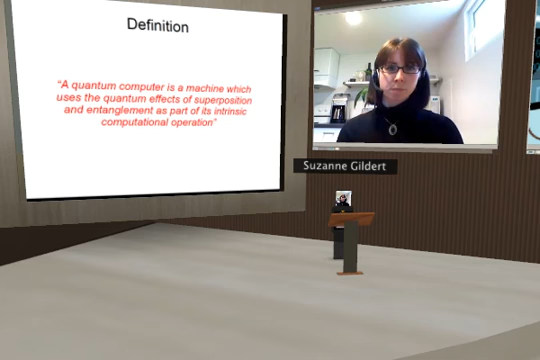 Definition
“A quantum computer is a machine which
uses the quantum effects of superposition
and entanglement as part of its intrinsic
computational operation”
Suzanne Gildert